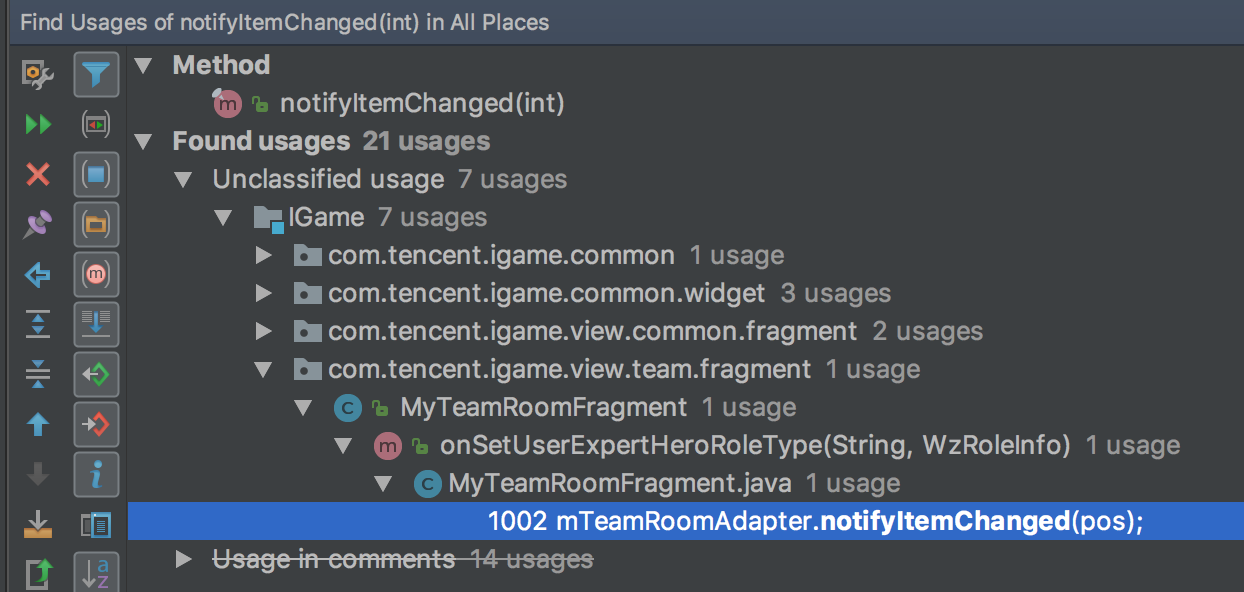 Find Usages of notifyItemChanged(int) in All Places
Method
m notifyItemChanged(int)
Found usages 21 usages
Unclassified usage 7 usages
IGame 7 usages
com.tencent.igame.common 1 usage
com.tencent.igame.common.widget 3 usages
com.tencent.igame.view.common.fragment 2 usages
com.tencent.igame.view.team.fragment 1 usage
C MyTeamRoomFragment 1 usage
m onSetUserExpertHeroRoleType(String, WzRoleInfo) 1 usage
C MyTeamRoomFragment.java 1 usage
1002 mTeamRoomAdapter.notifyItemChanged(pos);
Usage in comments 14 usages